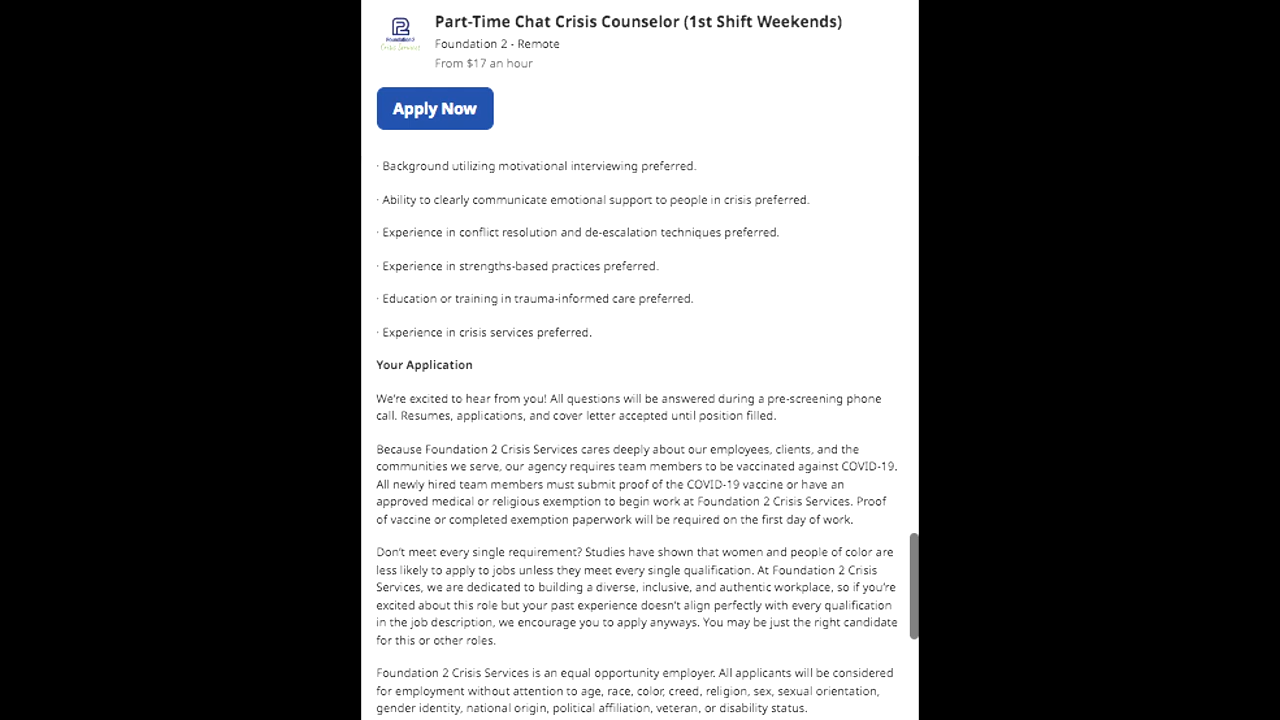 Part-Time Chat Crisis Counselor (1st Shift Weekends)
Foundation 2
Crisis Services
Foundation 2 - Remote
From $17 an hour
Apply Now
· Background utilizing motivational interviewing preferred.
· Ability to clearly communicate emotional support to people in crisis preferred.
· Experience in conflict resolution and de-escalation techniques preferred.
· Experience in strengths-based practices preferred.
· Education or training in trauma-informed care preferred.
· Experience in crisis services preferred.
Your Application
We're excited to hear from you! All questions will be answered during a pre-screening phone
call. Resumes, applications, and cover letter accepted until position filled.
Because Foundation 2 Crisis Services cares deeply about our employees, clients, and the
communities we serve, our agency requires team members to be vaccinated against COVID-19.
All newly hired team members must submit proof of the COVID-19 vaccine or have an
approved medical or religious exemption to begin work at Foundation 2 Crisis Services. Proof
of vaccine or completed exemption paperwork will be required on the first day of work.
Don't meet every single requirement? Studies have shown that women and people of color are
less likely to apply to jobs unless they meet every single qualification. At Foundation 2 Crisis
Services, we are dedicated to building a diverse, inclusive, and authentic workplace, so if you're
excited about this role but your past experience doesn't align perfectly with every qualification
in the job description, we encourage you to apply anyways. You may be just the right candidate
for this or other roles.
Foundation 2 Crisis Services is an equal opportunity employer. All applicants will be considered
for employment without attention to age, race, color, creed, religion, sex, sexual orientation,
gender identity, national origin, political affiliation, veteran, or disability status.